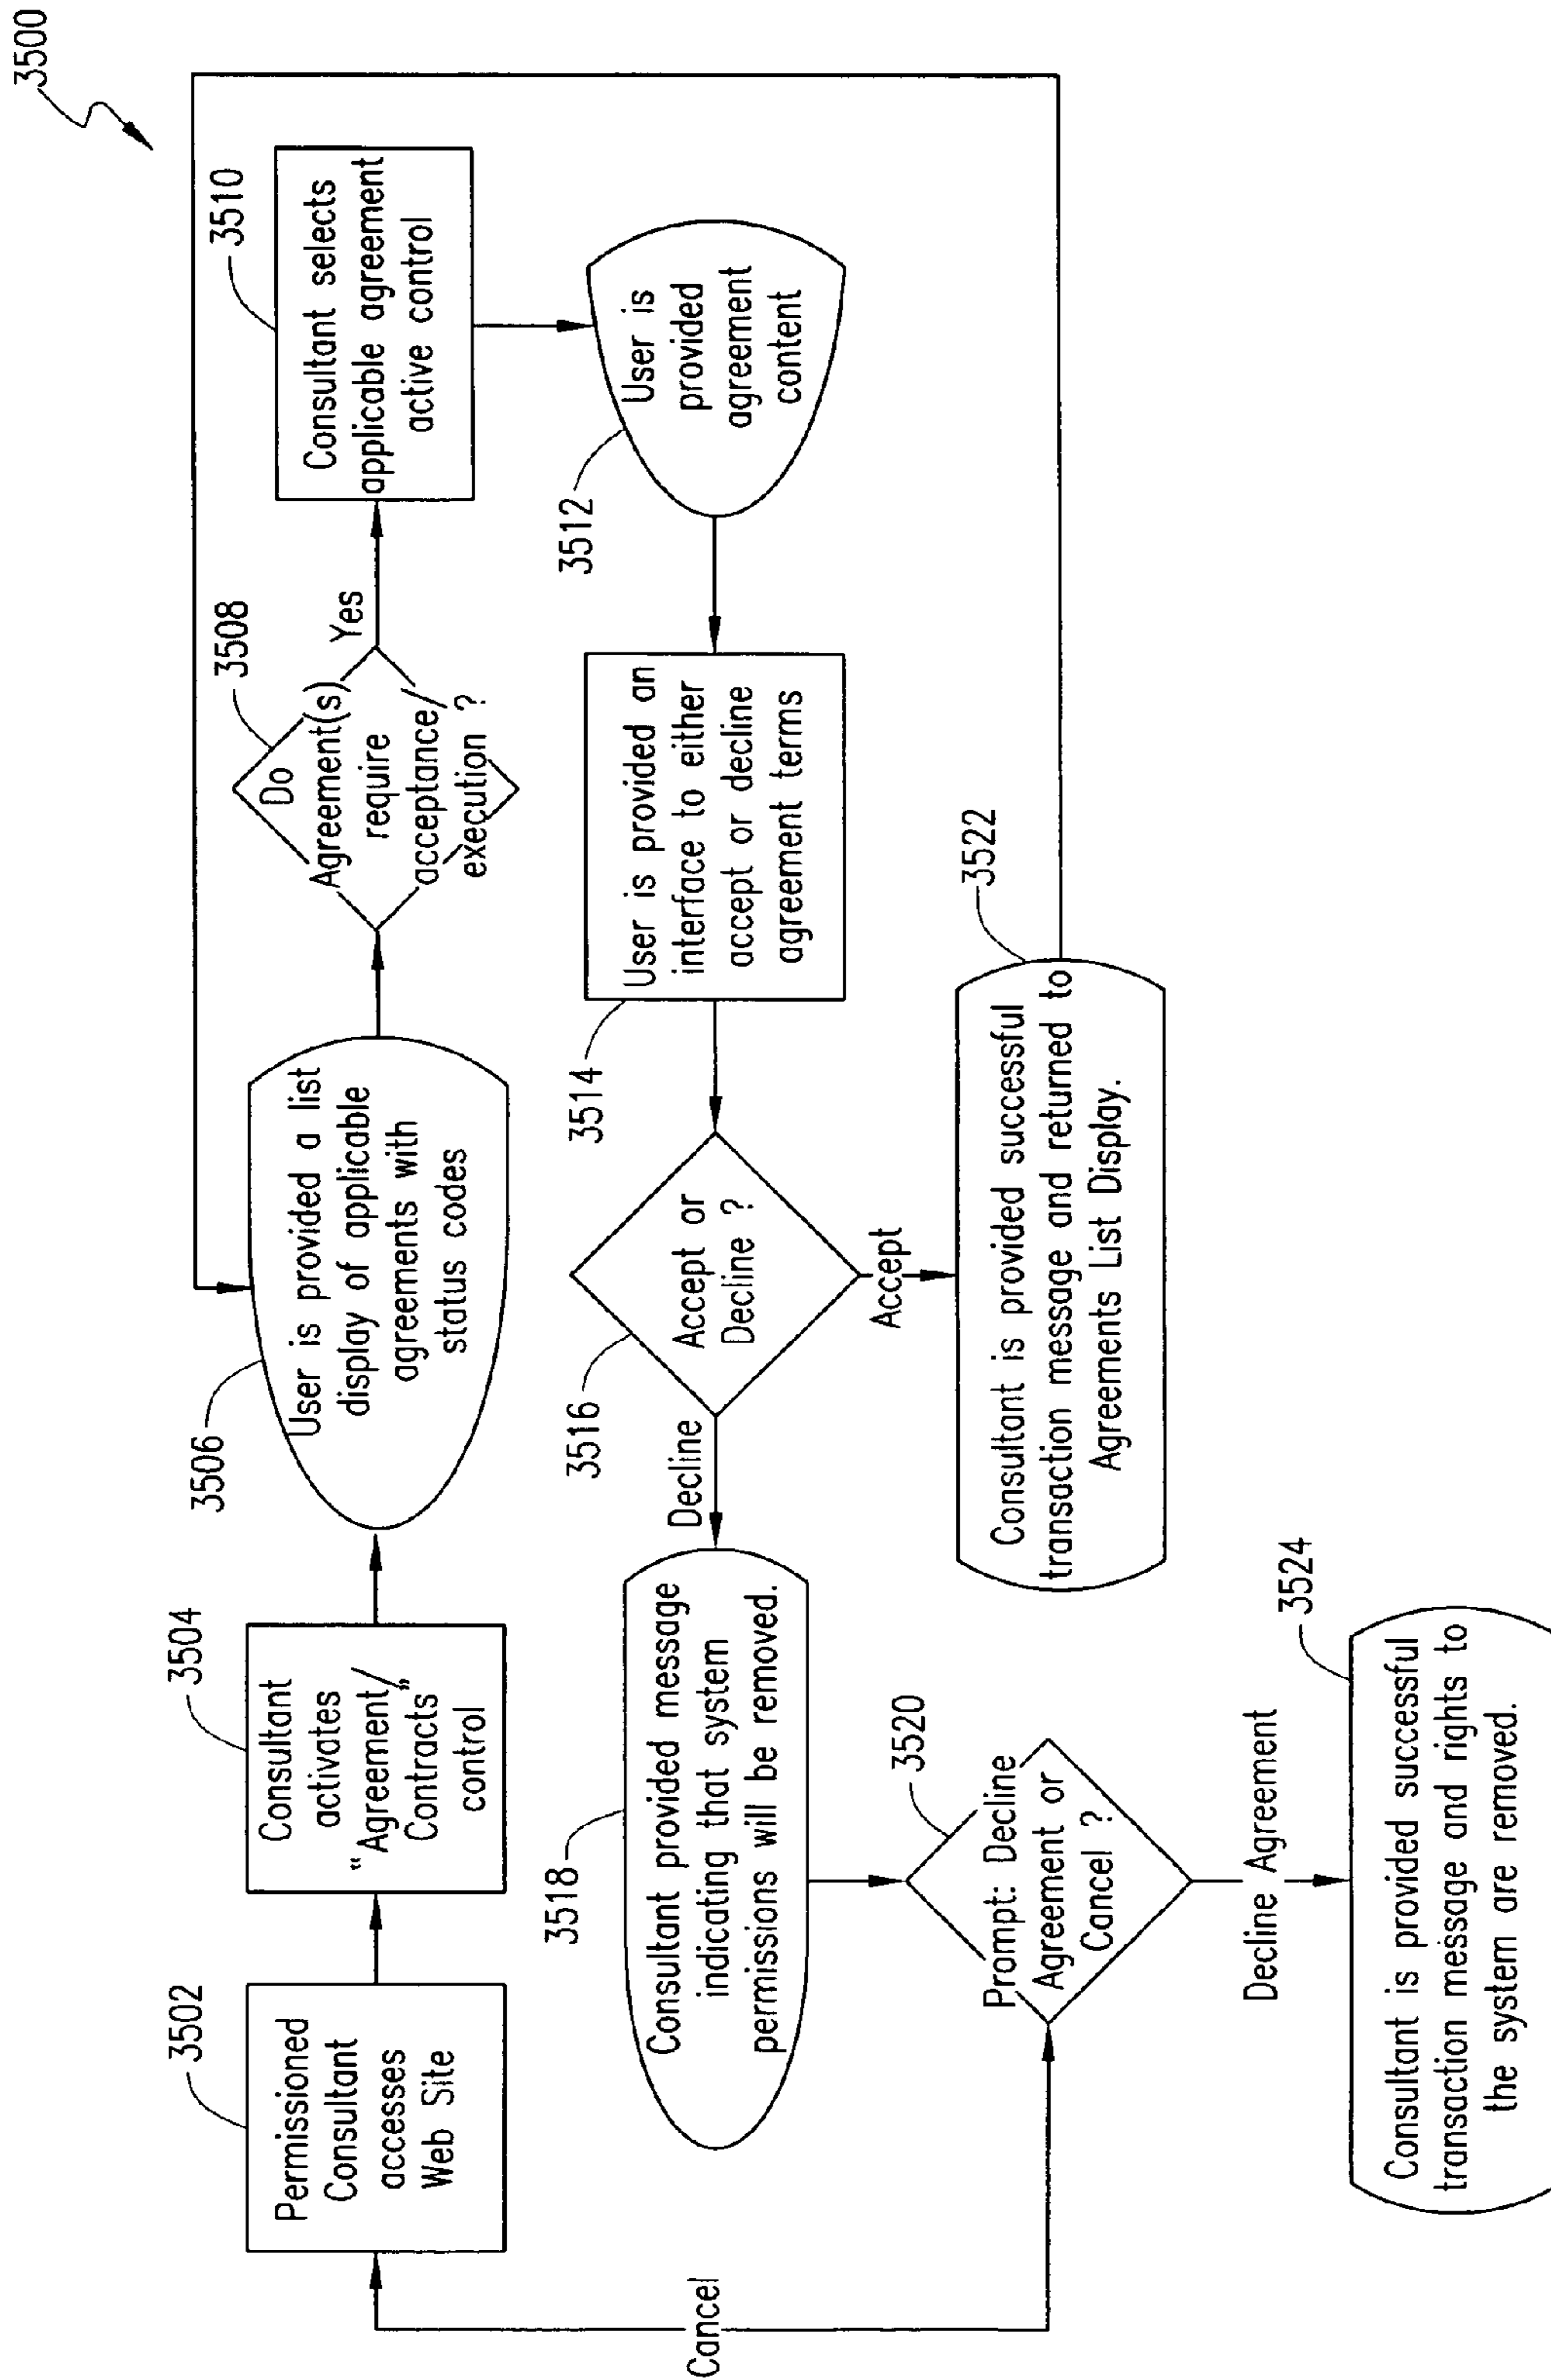 3500
3502
Permissioned
Consultant
accesses
Web Site
3504
Consultant
activates
"Agreement/
Contracts"
control
3506
User is provided a list
display of applicable
agreements with
status codes
3508
Do
Agreement(s)
require
acceptance/
execution ?
Yes
3510
Consultant selects
applicable agreement
active control
3512
User is
provided
agreement
content
3514
User is provided an
interface to either
accept or decline
agreement terms
3516
Accept or
Decline ?
Decline
Accept
3518
Consultant provided message
indicating that system
permissions will be removed.
3520
Prompt: Decline
Agreement or
Cancel ?
Cancel
Decline Agreement
3522
Consultant is provided successful
transaction message and returned to
Agreements List Display.
3524
Consultant is provided successful
transaction message and rights to
the system are removed.